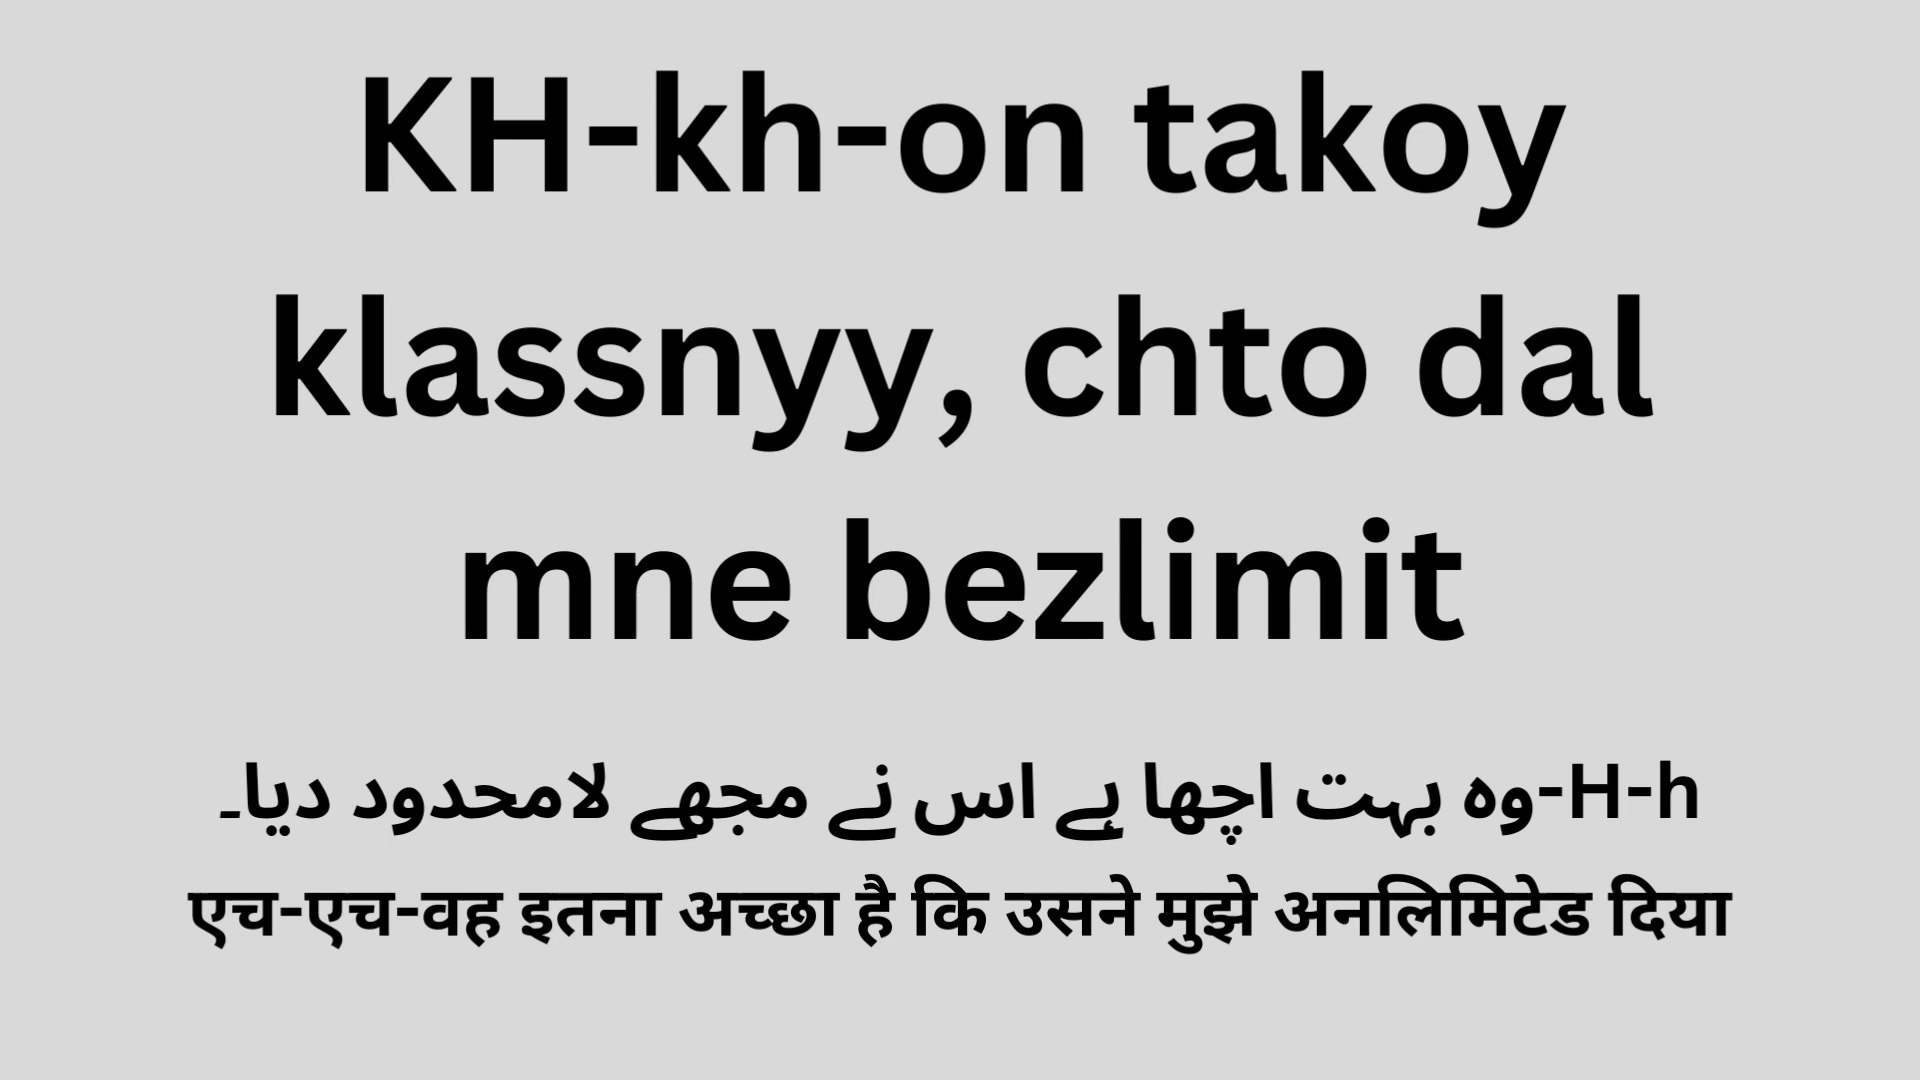 KH-kh-on takoy
klassnyy, chto dal
mne bezlimit
H-h-وہ بہت اچھا ہے اس نے مجھے لامحدود دیا۔
एच-एच-वह इतना अच्छा है कि उसने मुझे अनलिमिटेड दिया